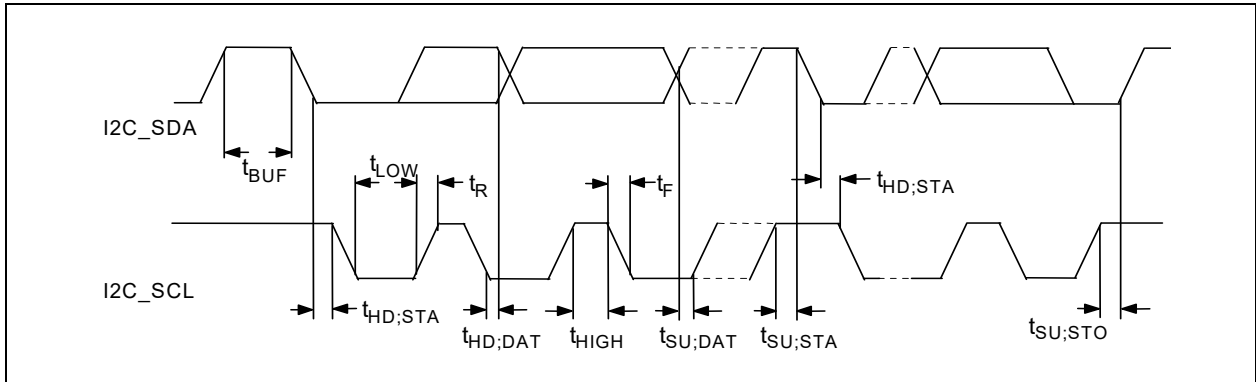 I2C_SDA
tBUF
tLOW
tR
tF
tHD;STA
I2C_SCL
tHD;STA
tHD;DAT
tHIGH
tSU;DAT
tSU;STA
tSU;STO